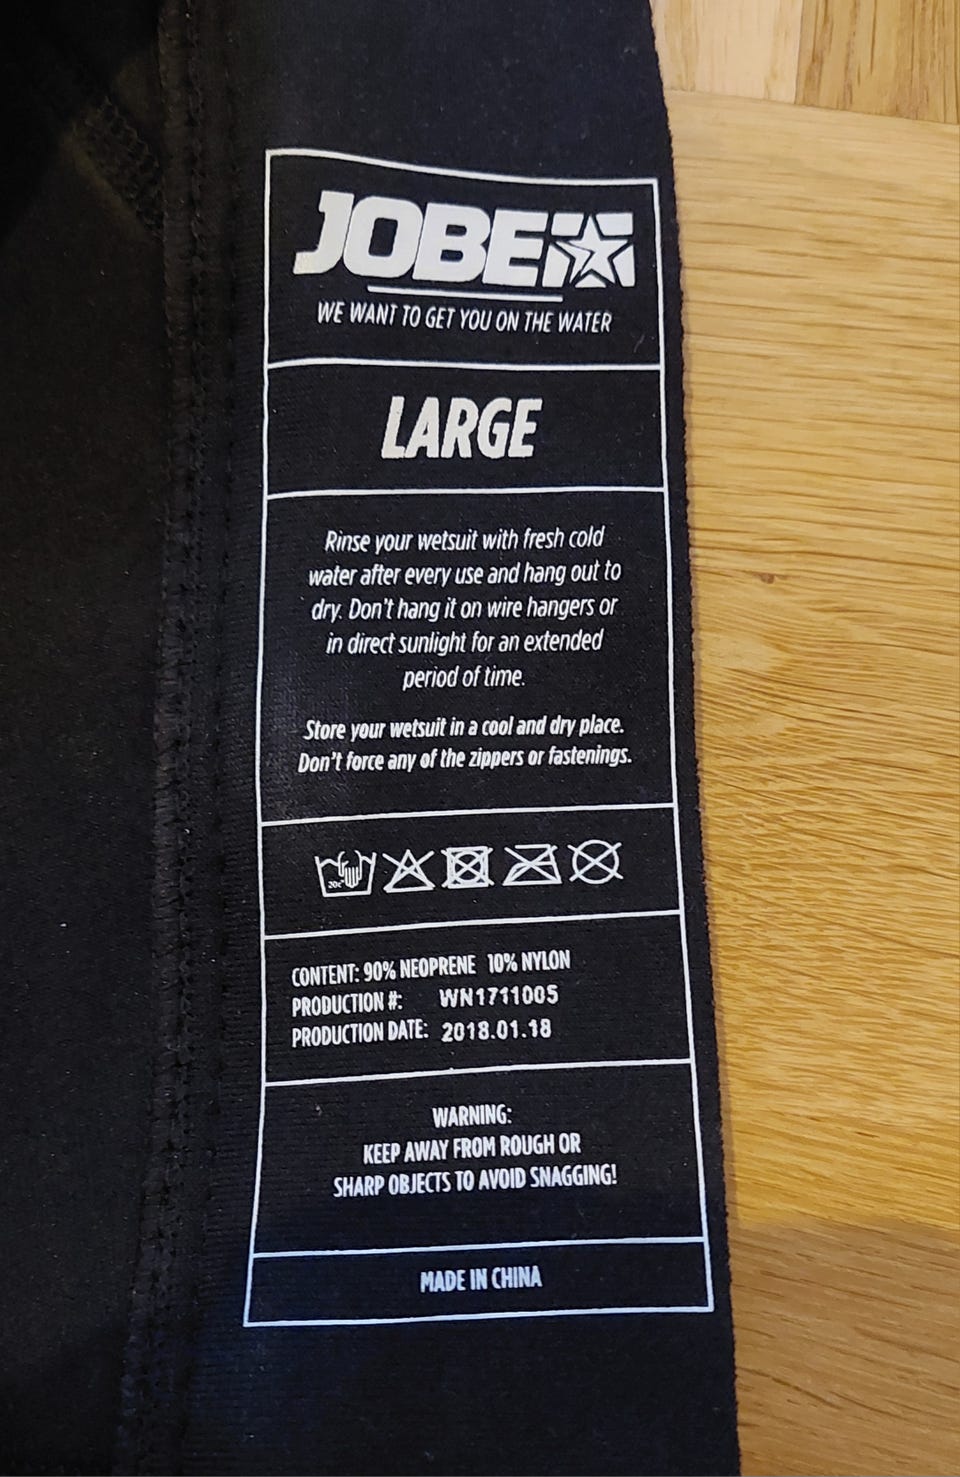 JOBE
WE WANT TO GET YOU ON THE WATER
LARGE
Rinse your wetsuit with fresh cold
water after every use and hang out to
dry. Don't hang it on wire hangers or
in direct sunlight for an extended
period of time.
Store your wetsuit in a cool and dry place.
Don't force any of the zippers or fastenings.
20c
CONTENT: 90% NEOPRENE 10% NYLON
PRODUCTION #: WN1711005
PRODUCTION DATE: 2018.01.18
WARNING:
KEEP AWAY FROM ROUGH OR
SHARP OBJECTS TO AVOID SNAGGING!
MADE IN CHINA